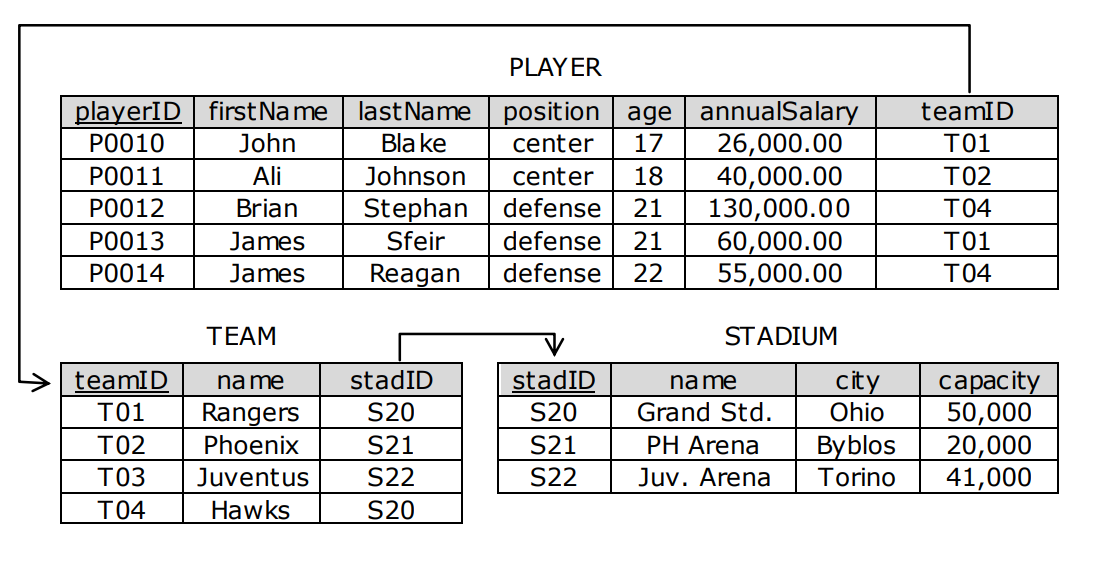 PLAYER
playerID firstName lastName position age annualSalary teamID
P0010 John Blake center 17 26,000.00 T01
P0011 Ali Johnson center 18 40,000.00 T02
P0012 Brian Stephan defense 21 130,000.00 T04
P0013 James Sfeir defense 21 60,000.00 T01
P0014 James Reagan defense 22 55,000.00 T04
TEAM
teamID name stadID
T01 Rangers S20
T02 Phoenix S21
T03 Juventus S22
T04 Hawks S20
STADIUM
stadID name city capacity
S20 Grand Std. Ohio 50,000
S21 PH Arena Byblos 20,000
S22 Juv. Arena Torino 41,000